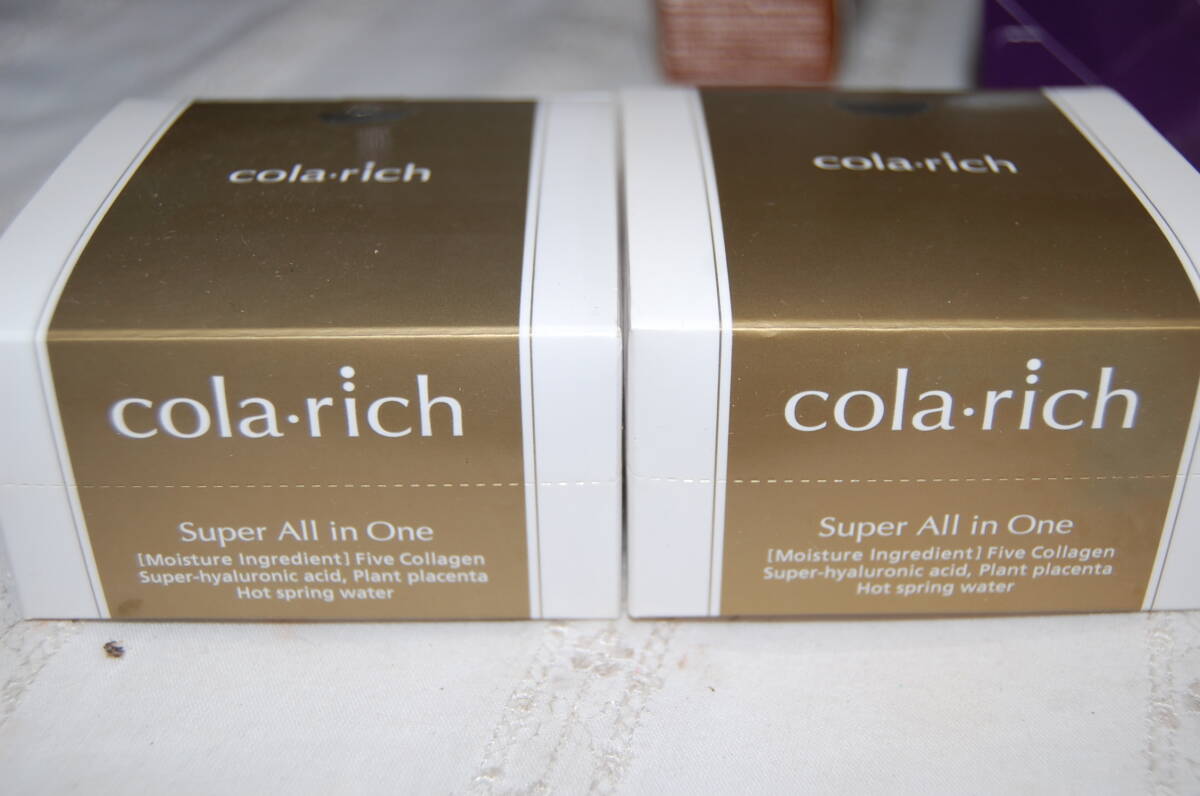 cola·rich
cola·rich
Super All in One
[Moisture Ingredient] Five Collagen
Super-hyaluronic acid, Plant placenta
Hot spring water
cola·rich
cola·rich
Super All in One
[Moisture Ingredient] Five Collagen
Super-hyaluronic acid, Plant placenta
Hot spring water